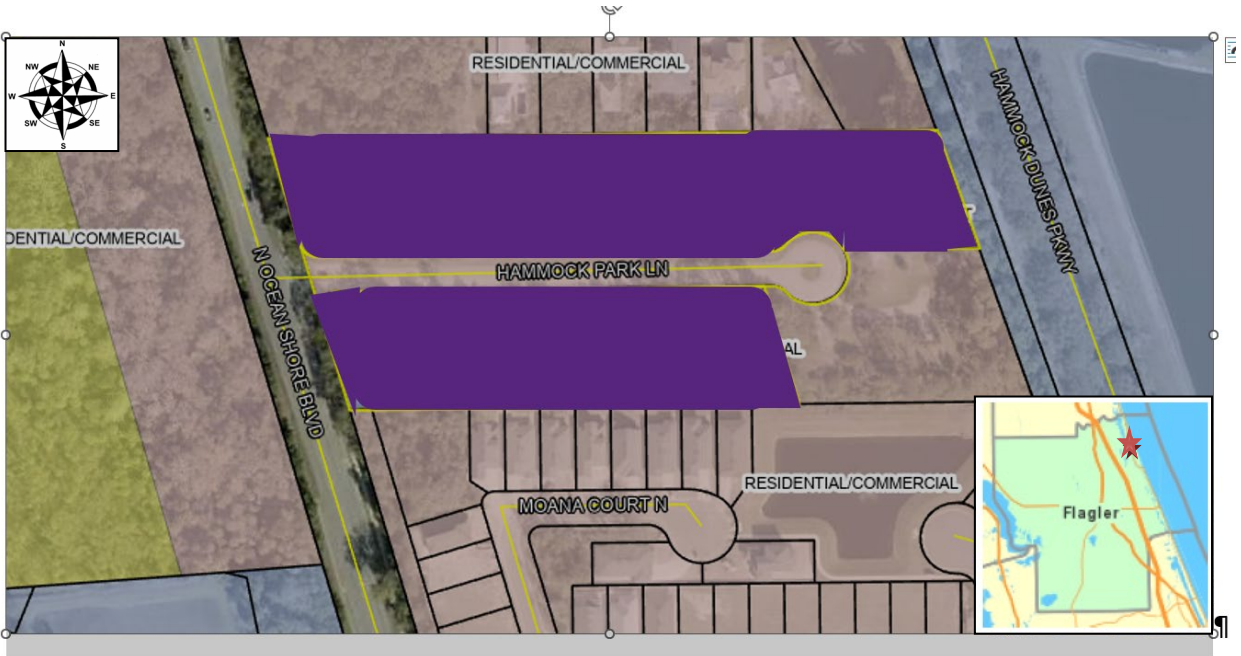 N
NW
NE
W
E
SW
SE
S
RESIDENTIAL/COMMERCIAL
HAMMOCK DUNES PKWY
DENTIAL/COMMERCIAL
HAMMOCK PARK LN
N OCEAN SHORE BLVD
AL
RESIDENTIAL/COMMERCIAL
MOANA COURT N
Flagler
¶